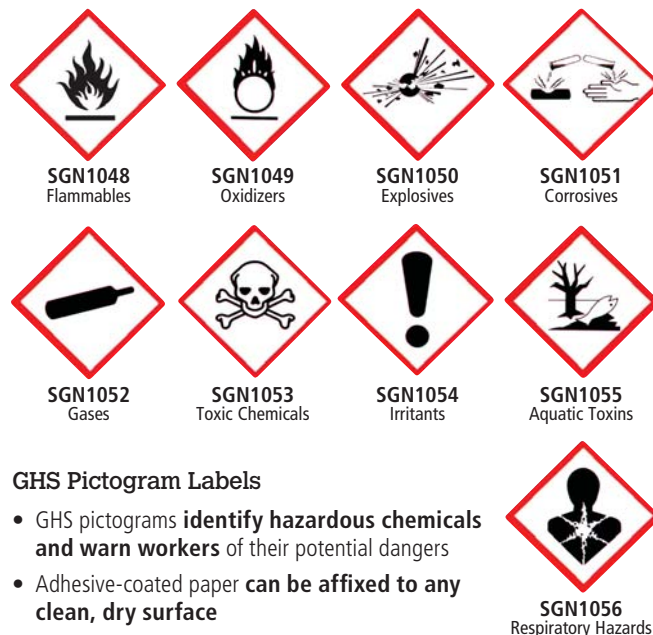 SGN1048
Flammables
SGN1049
Oxidizers
SGN1050
Explosives
SGN1051
Corrosives
SGN1052
Gases
SGN1053
Toxic Chemicals
SGN1054
Irritants
SGN1055
Aquatic Toxins
GHS Pictogram Labels
• GHS pictograms identify hazardous chemicals
and warn workers of their potential dangers
• Adhesive-coated paper can be affixed to any
clean, dry surface
SGN1056
Respiratory Hazards